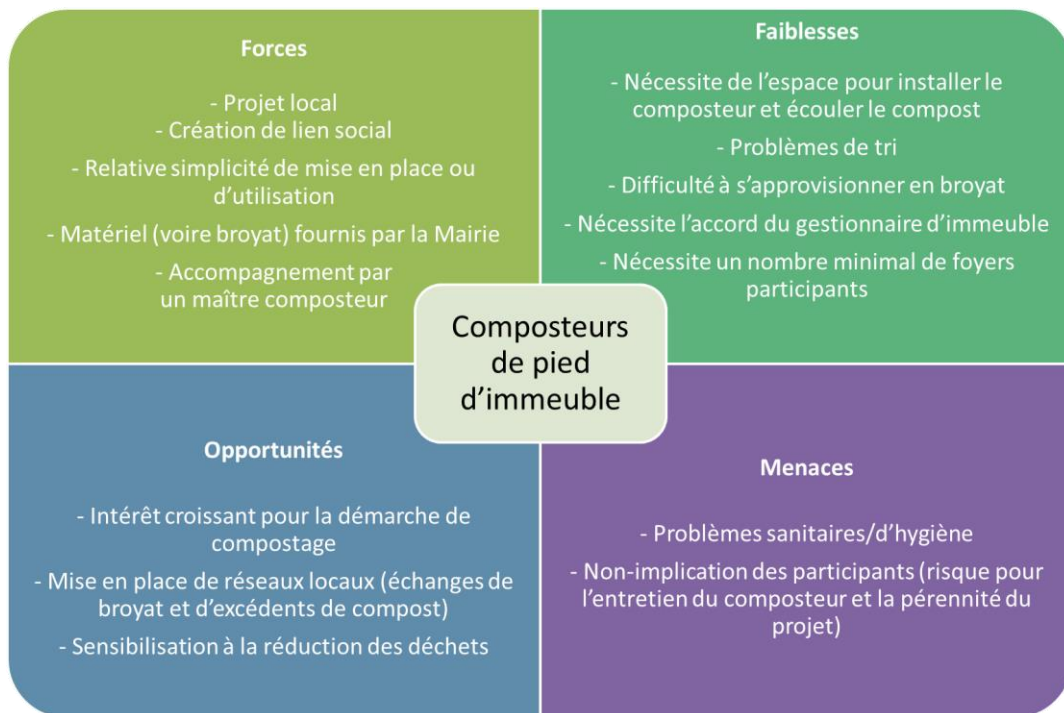 Forces
- Projet local
- Création de lien social
- Relative simplicité de mise en place ou
d'utilisation
- Matériel (voire broyat) fournis par la Mairie
- Accompagnement par
un maître composteur
Faiblesses
- Nécessite de l'espace pour installer le
composteur et écouler le compost
- Problèmes de tri
- Difficulté à s'approvisionner en broyat
- Nécessite l'accord du gestionnaire d'immeuble
- Nécessite un nombre minimal de foyers
participants
Composteurs
de pied
d'immeuble
Opportunités
- Intérêt croissant pour la démarche de
compostage
- Mise en place de réseaux locaux (échanges de
broyat et d'excédents de compost)
- Sensibilisation à la réduction des déchets
Menaces
- Problèmes sanitaires/d'hygiène
- Non-implication des participants (risque pour
l'entretien du composteur et la pérennité du
projet)